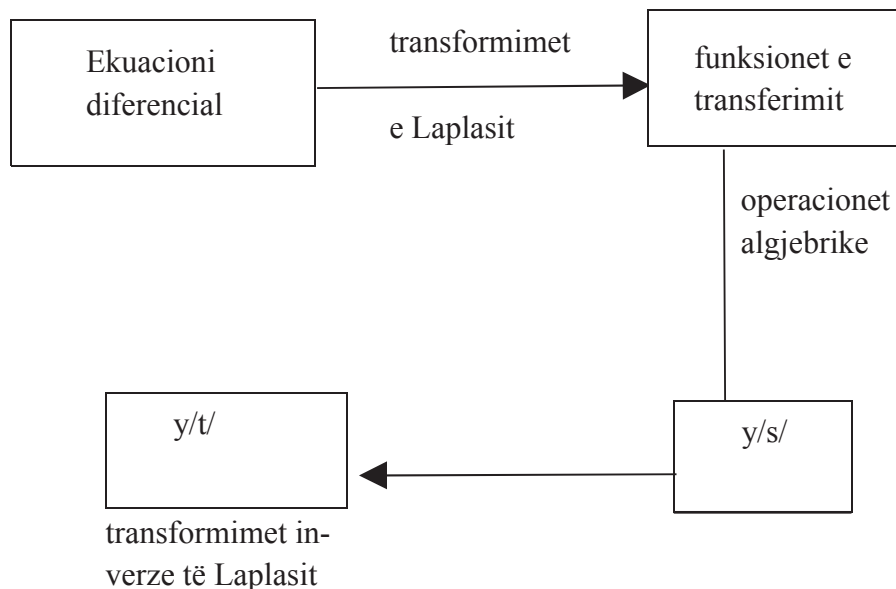 Ekuacioni
diferencial
transformimet
e Laplasit
funksionet e
transferimit
operacionet
algjebrike
y/s/
y/t/
transformimet in-
verze të Laplasit